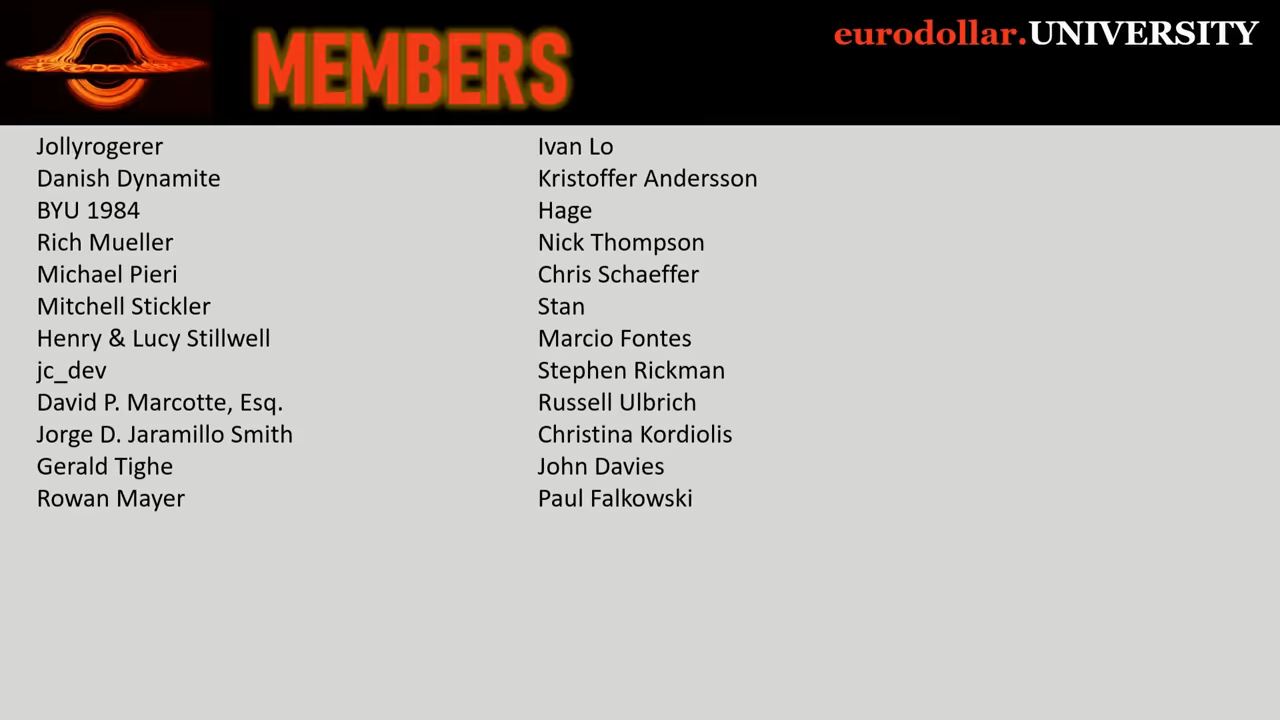 MEMBERS
eurodollar.UNIVERSITY
Jollyrogerer
Danish Dynamite
BYU 1984
Rich Mueller
Michael Pieri
Mitchell Stickler
Henry & Lucy Stillwell
jc_dev
David P. Marcotte, Esq.
Jorge D. Jaramillo Smith
Gerald Tighe
Rowan Mayer
Ivan Lo
Kristoffer Andersson
Hage
Nick Thompson
Chris Schaeffer
Stan
Marcio Fontes
Stephen Rickman
Russell Ulbrich
Christina Kordiolis
John Davies
Paul Falkowski